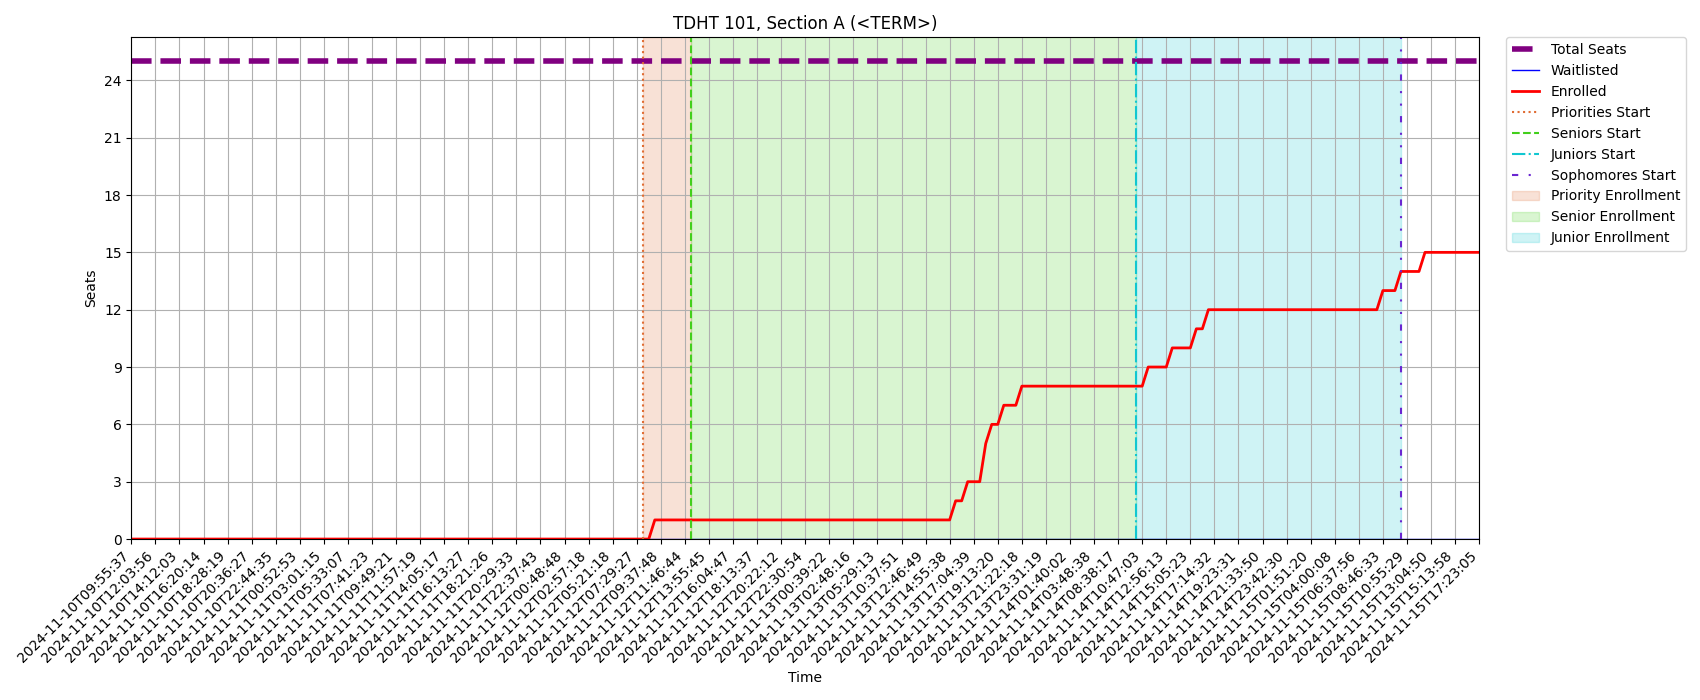 TDHT 101, Section A (<TERM>)
Total Seats
Waitlisted
Enrolled
Priorities Start
Seniors Start
Juniors Start
Sophomores Start
Priority Enrollment
Senior Enrollment
Junior Enrollment
Seats
24
21
18
15
12
9
6
3
0
2024-11-10T09:55:37
2024-11-10T12:03:56
2024-11-10T14:12:03
2024-11-10T16:20:14
2024-11-10T18:28:19
2024-11-10T20:36:27
2024-11-10T22:44:35
2024-11-11T00:52:53
2024-11-11T03:01:15
2024-11-11T05:33:07
2024-11-11T07:41:23
2024-11-11T09:49:21
2024-11-11T11:57:19
2024-11-11T14:05:17
2024-11-11T16:13:27
2024-11-11T18:21:26
2024-11-11T20:29:33
2024-11-11T22:37:43
2024-11-12T00:48:48
2024-11-12T02:57:18
2024-11-12T05:21:18
2024-11-12T07:29:27
2024-11-12T09:37:48
2024-11-12T11:46:44
2024-11-12T13:55:45
2024-11-12T16:04:47
2024-11-12T18:13:37
2024-11-12T20:22:12
2024-11-12T22:30:54
2024-11-13T00:39:22
2024-11-13T02:48:16
2024-11-13T05:29:13
2024-11-13T10:37:51
2024-11-13T12:46:49
2024-11-13T14:55:38
2024-11-13T17:04:39
2024-11-13T19:13:20
2024-11-13T21:22:18
2024-11-13T23:31:19
2024-11-14T01:40:02
2024-11-14T03:48:38
2024-11-14T08:38:17
2024-11-14T10:47:03
2024-11-14T12:56:13
2024-11-14T15:05:23
2024-11-14T17:14:32
2024-11-14T19:23:31
2024-11-14T21:33:50
2024-11-14T23:42:30
2024-11-15T01:51:20
2024-11-15T04:00:08
2024-11-15T06:37:56
2024-11-15T08:46:33
2024-11-15T10:55:29
2024-11-15T13:04:50
2024-11-15T15:13:58
2024-11-15T17:23:05
Time